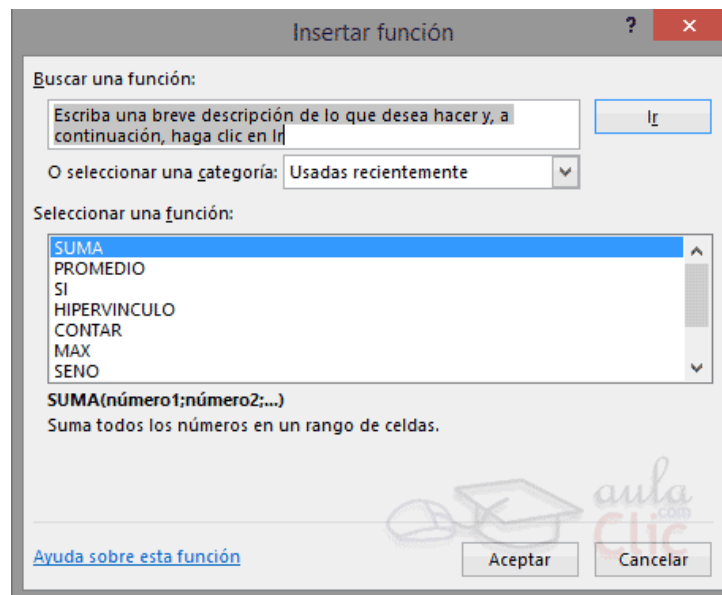 Insertar función
?
Buscar una función:
Escriba una breve descripción de lo que desea hacer y, a
continuación, haga clic en Ir
Ir
O seleccionar una categoría: Usadas recientemente
Seleccionar una función:
SUMA
PROMEDIO
SI
HIPERVINCULO
CONTAR
MAX
SENO
SUMA(número1;número2;...)
Suma todos los números en un rango de celdas.
aula
.com
Clic
Ayuda sobre esta función
Aceptar
Cancelar